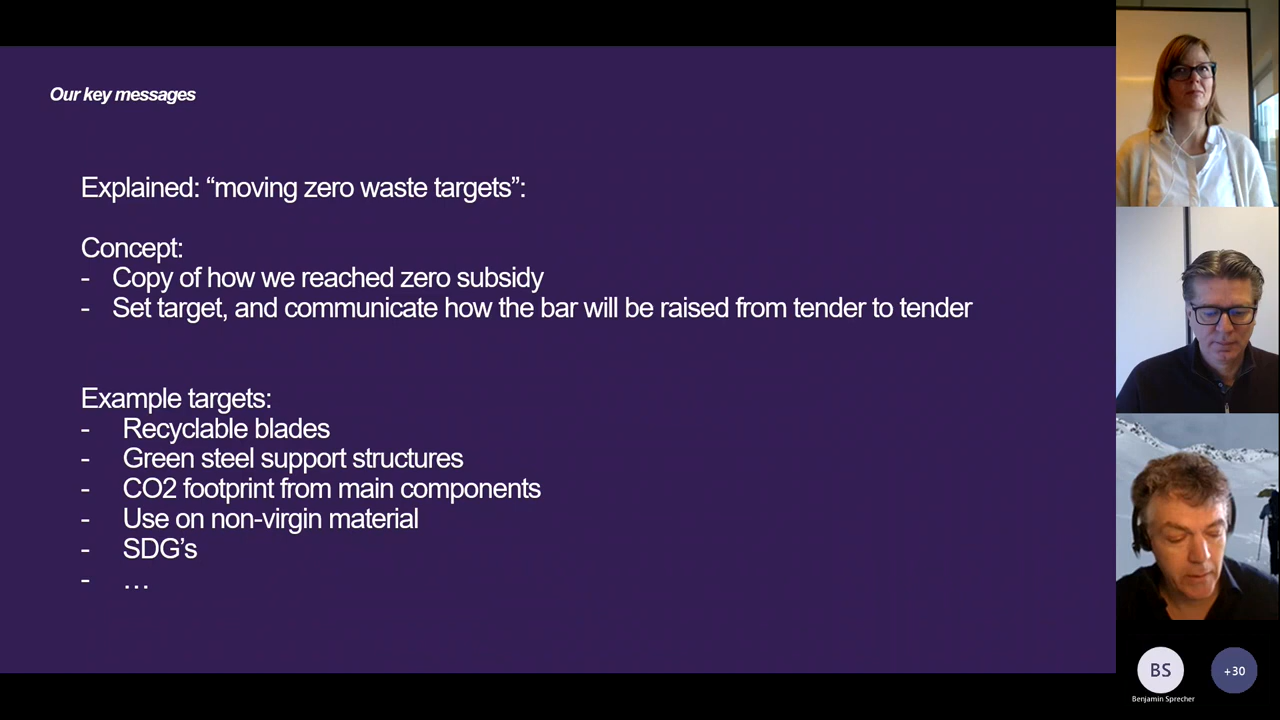 Our key messages
Explained: “moving zero waste targets”:
Concept:
- Copy of how we reached zero subsidy
- Set target, and communicate how the bar will be raised from tender to tender
Example targets:
- Recyclable blades
- Green steel support structures
- CO2 footprint from main components
- Use on non-virgin material
- SDG’s
- …
BS
+30
Benjamin Sprecher